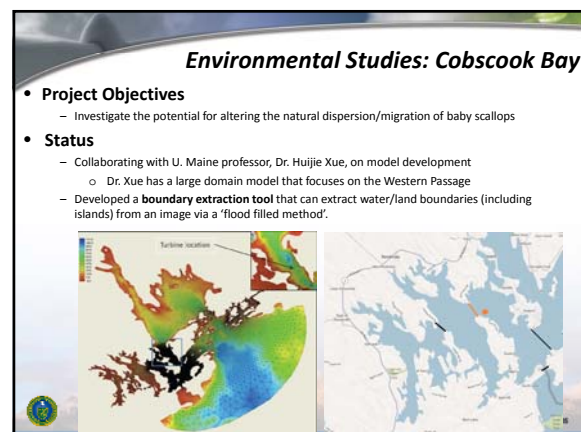 Environmental Studies: Cobscook Bay
• Project Objectives
– Investigate the potential for altering the natural dispersion/migration of baby scallops
• Status
– Collaborating with U. Maine professor, Dr. Huijie Xue, on model development
o Dr. Xue has a large domain model that focuses on the Western Passage
– Developed a boundary extraction tool that can extract water/land boundaries (including
islands) from an image via a ‘flood filled method’.
Turbine location